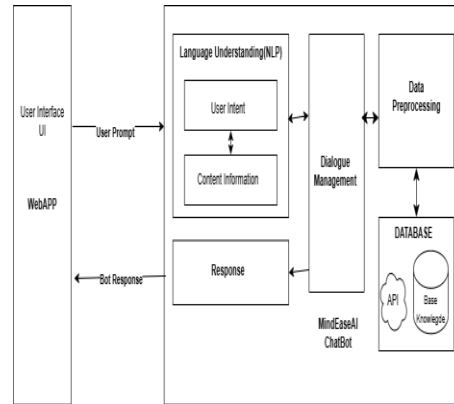 User Interface
UI
WebAPP
User Prompt
Bot Response
Language Understanding(NLP)
User Intent
Content Information
Response
Dialogue
Management
MindEaseAI
ChatBot
Data
Preprocessing
DATABASE
API
Base
Knowlegde